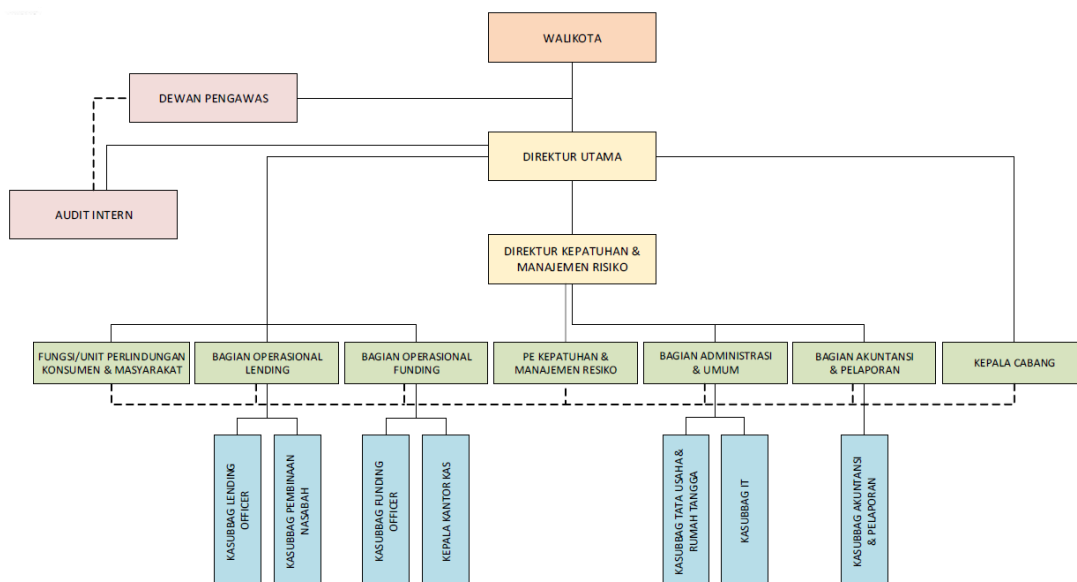 WALIKOTA
DEWAN PENGAWAS
DIREKTUR UTAMA
AUDIT INTERN
DIREKTUR KEPATUHAN &
MANAJEMEN RISIKO
FUNGSI/UNIT PERLINDUNGAN
KONSUMEN & MASYARAKAT
BAGIAN OPERASIONAL
LENDING
BAGIAN OPERASIONAL
FUNDING
PE KEPATUHAN &
MANAJEMEN RISIKO
BAGIAN ADMINISTRASI
& UMUM
BAGIAN AKUNTANSI
& PELAPORAN
KEPALA CABANG
KASUBBAG LENDING
OFFICER
KASUBBAG PEMBINAAN
NASABAH
KASUBBAG FUNDING
OFFICER
KEPALA KANTOR KAS
KASUBBAG TATA USAHA &
RUMAH TANGGA
KASUBBAG IT
KASUBBAG AKUNTANSI
& PELAPORAN